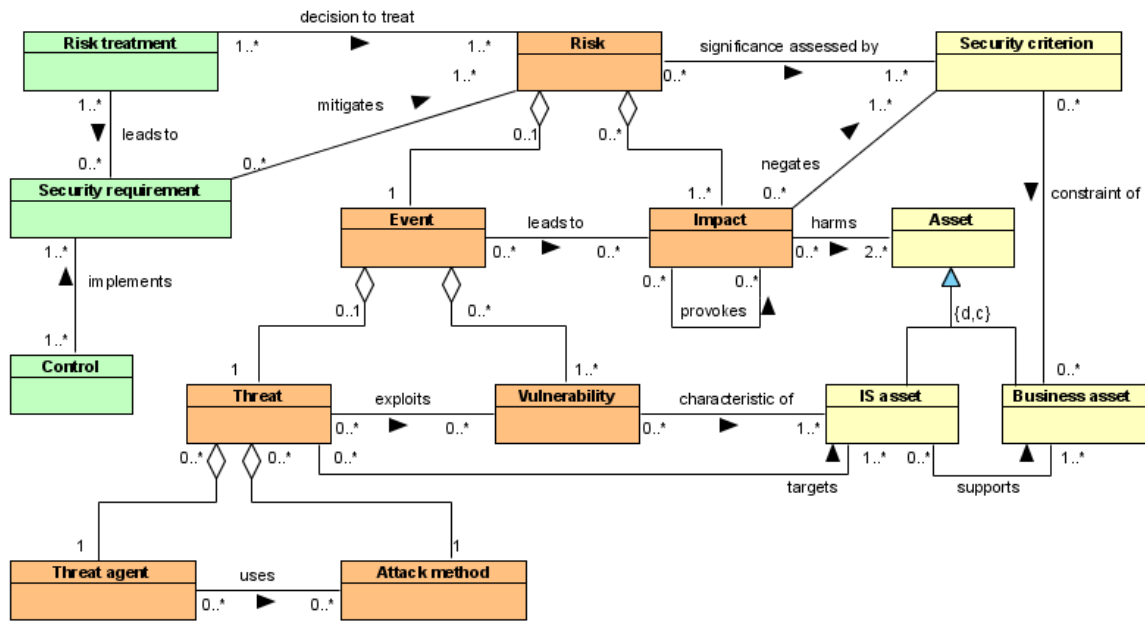 decision to treat
Risk treatment
1..*
1..*
Risk
significance assessed by
0..*
1..*
Security criterion
1..*
mitigates
1..*
0..*
1..*
leads to
0..1
0..*
negates
0..*
0..*
Security requirement
1
1..*
0..*
constraint of
Event
leads to
Impact
harms
Asset
1..*
0..*
0..*
0..*
2..*
implements
0..*
0..*
provokes
0..1
0..*
{d,c}
1..*
Control
1
1..*
0..*
Threat
exploits
Vulnerability
characteristic of
IS asset
Business asset
0..*
0..*
0..*
1..*
0..*
0..*
0..*
1..*
0..*
1..*
targets
supports
1
1
Threat agent
uses
Attack method
0..*
0..*